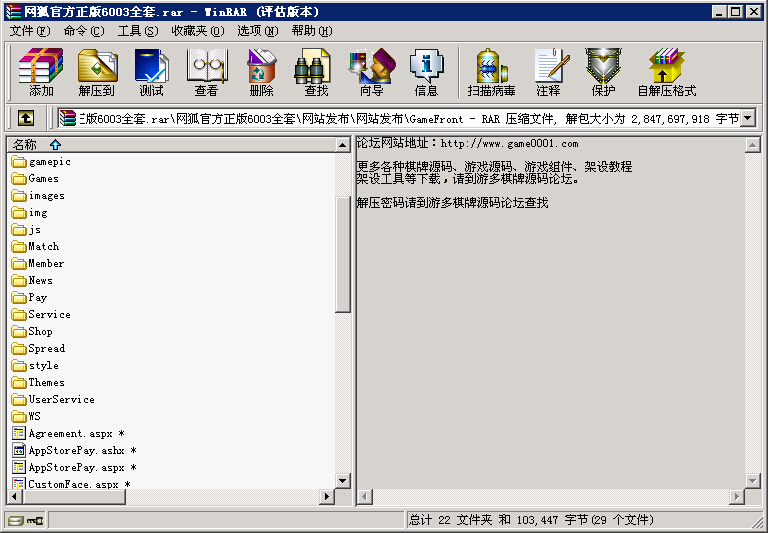 网狐官方正版6003全套.rar - WinRAR (评估版本)
文件(F) 命令(C) 工具(S) 收藏夹(O) 选项(N) 帮助(H)
添加 解压到 测试 查看 删除 查找 向导 信息 扫描病毒 注释 保护 自解压格式
正版6003全套.rar\网狐官方正版6003全套\网站发布\网站发布\GameFront - RAR 压缩文件, 解包大小为 2,847,697,918 字节
名称
gamepic
Games
images
img
js
Match
Member
News
Pay
Service
Shop
Spread
style
Themes
UserService
WS
Agreement.aspx *
AppStorePay.ashx *
AppStorePay.aspx *
CustomFace.aspx *
论坛网站地址：http://www.game0001.com
更多各种棋牌源码、游戏源码、游戏组件、架设教程
架设工具等下载，请到游多棋牌源码论坛。
解压密码请到游多棋牌源码论坛查找
总计 22 文件夹 和 103,447 字节(29 个文件)